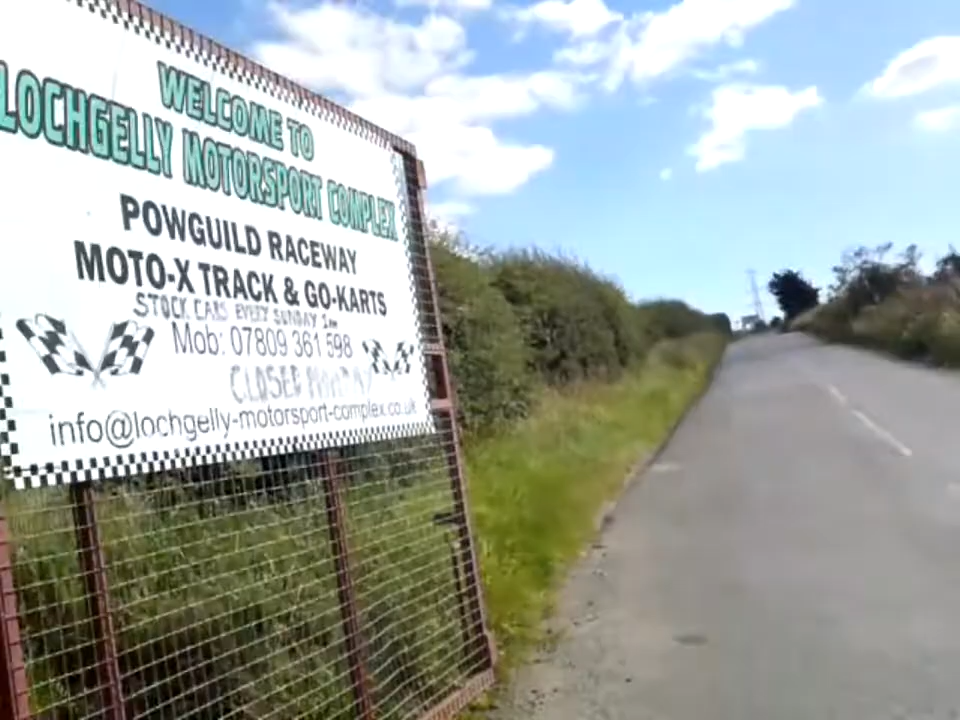 WELCOME TO
LOCHGELLY MOTORSPORT COMPLEX
POWGUILD RACEWAY
MOTO-X TRACK & GO-KARTS
STOCK CARS EVERY SUNDAY 1PM
Mob: 07809 361 598
CLOSED
info@lochgelly-motorsport-complex.co.uk